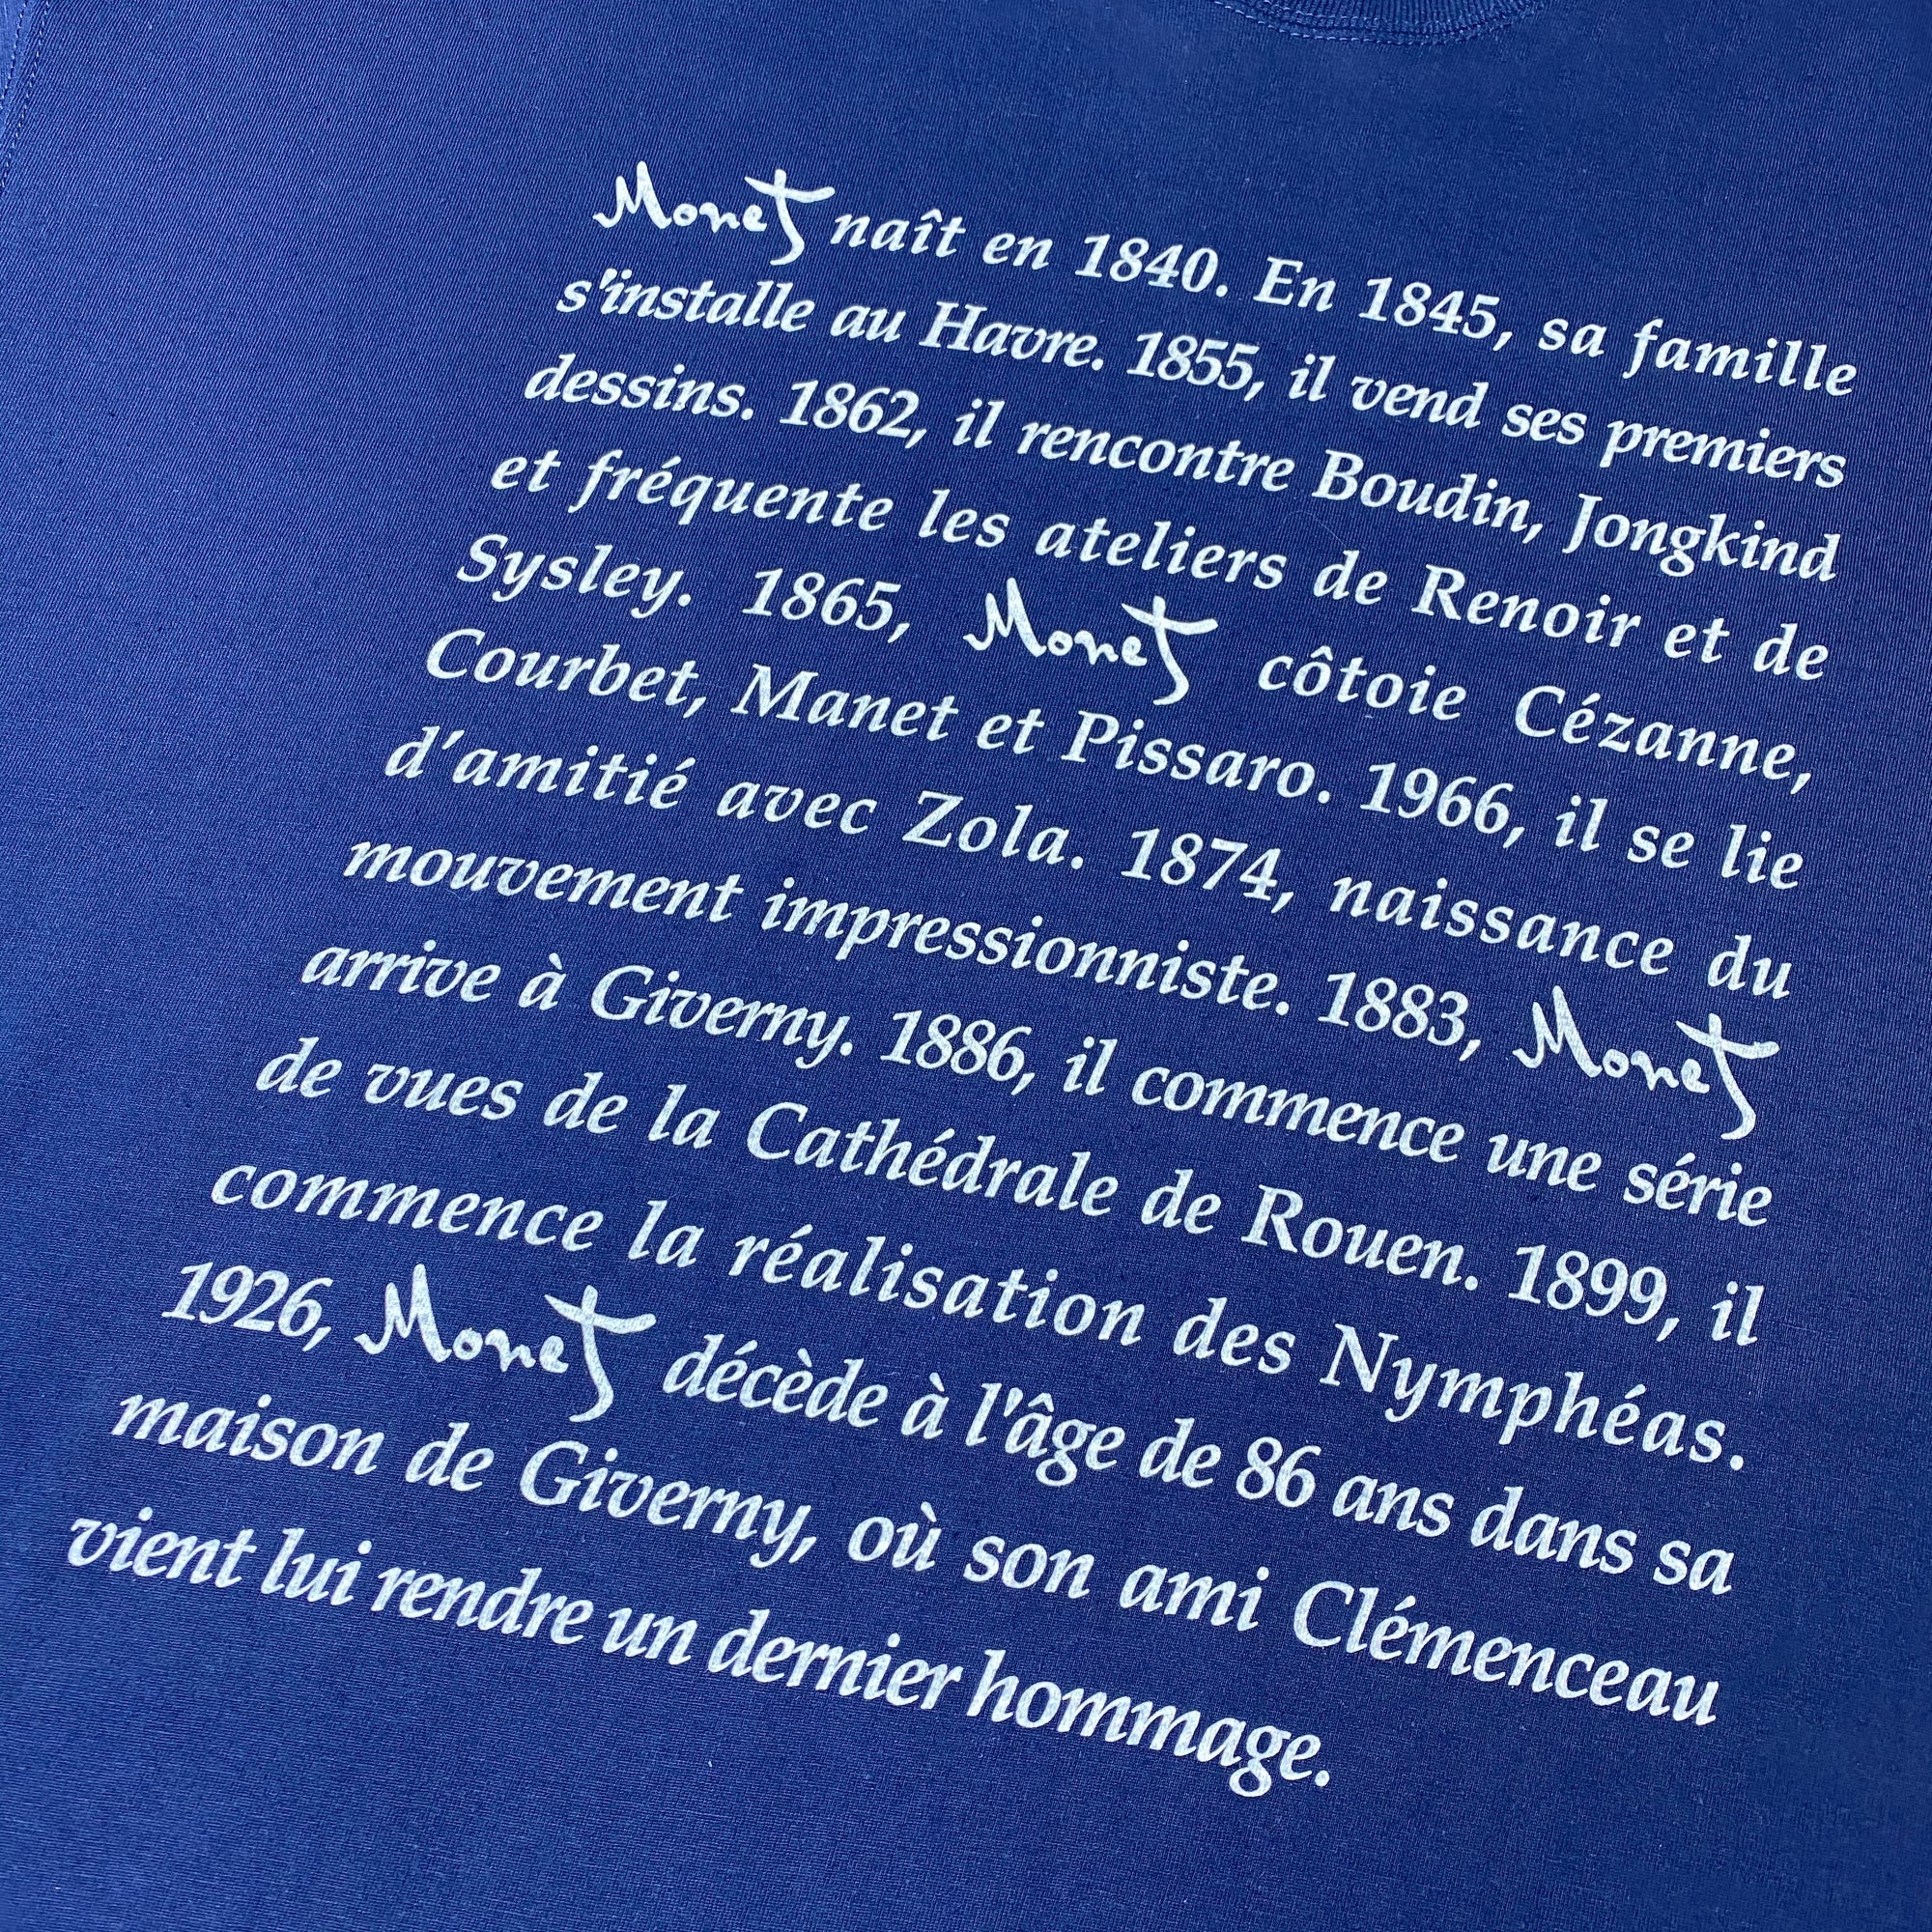 Monet naît en 1840. En 1845, sa famille
s'installe au Havre. 1855, il vend ses premiers
dessins. 1862, il rencontre Boudin, Jongkind
et fréquente les ateliers de Renoir et de
Sysley. 1865, Monet côtoie Cézanne,
Courbet, Manet et Pissaro. 1966, il se lie
d'amitié avec Zola. 1874, naissance du
mouvement impressionniste. 1883, Monet
arrive à Giverny. 1886, il commence une série
de vues de la Cathédrale de Rouen. 1899, il
commence la réalisation des Nymphéas.
1926, Monet décède à l'âge de 86 ans dans sa
maison de Giverny, où son ami Clémenceau
vient lui rendre un dernier hommage.